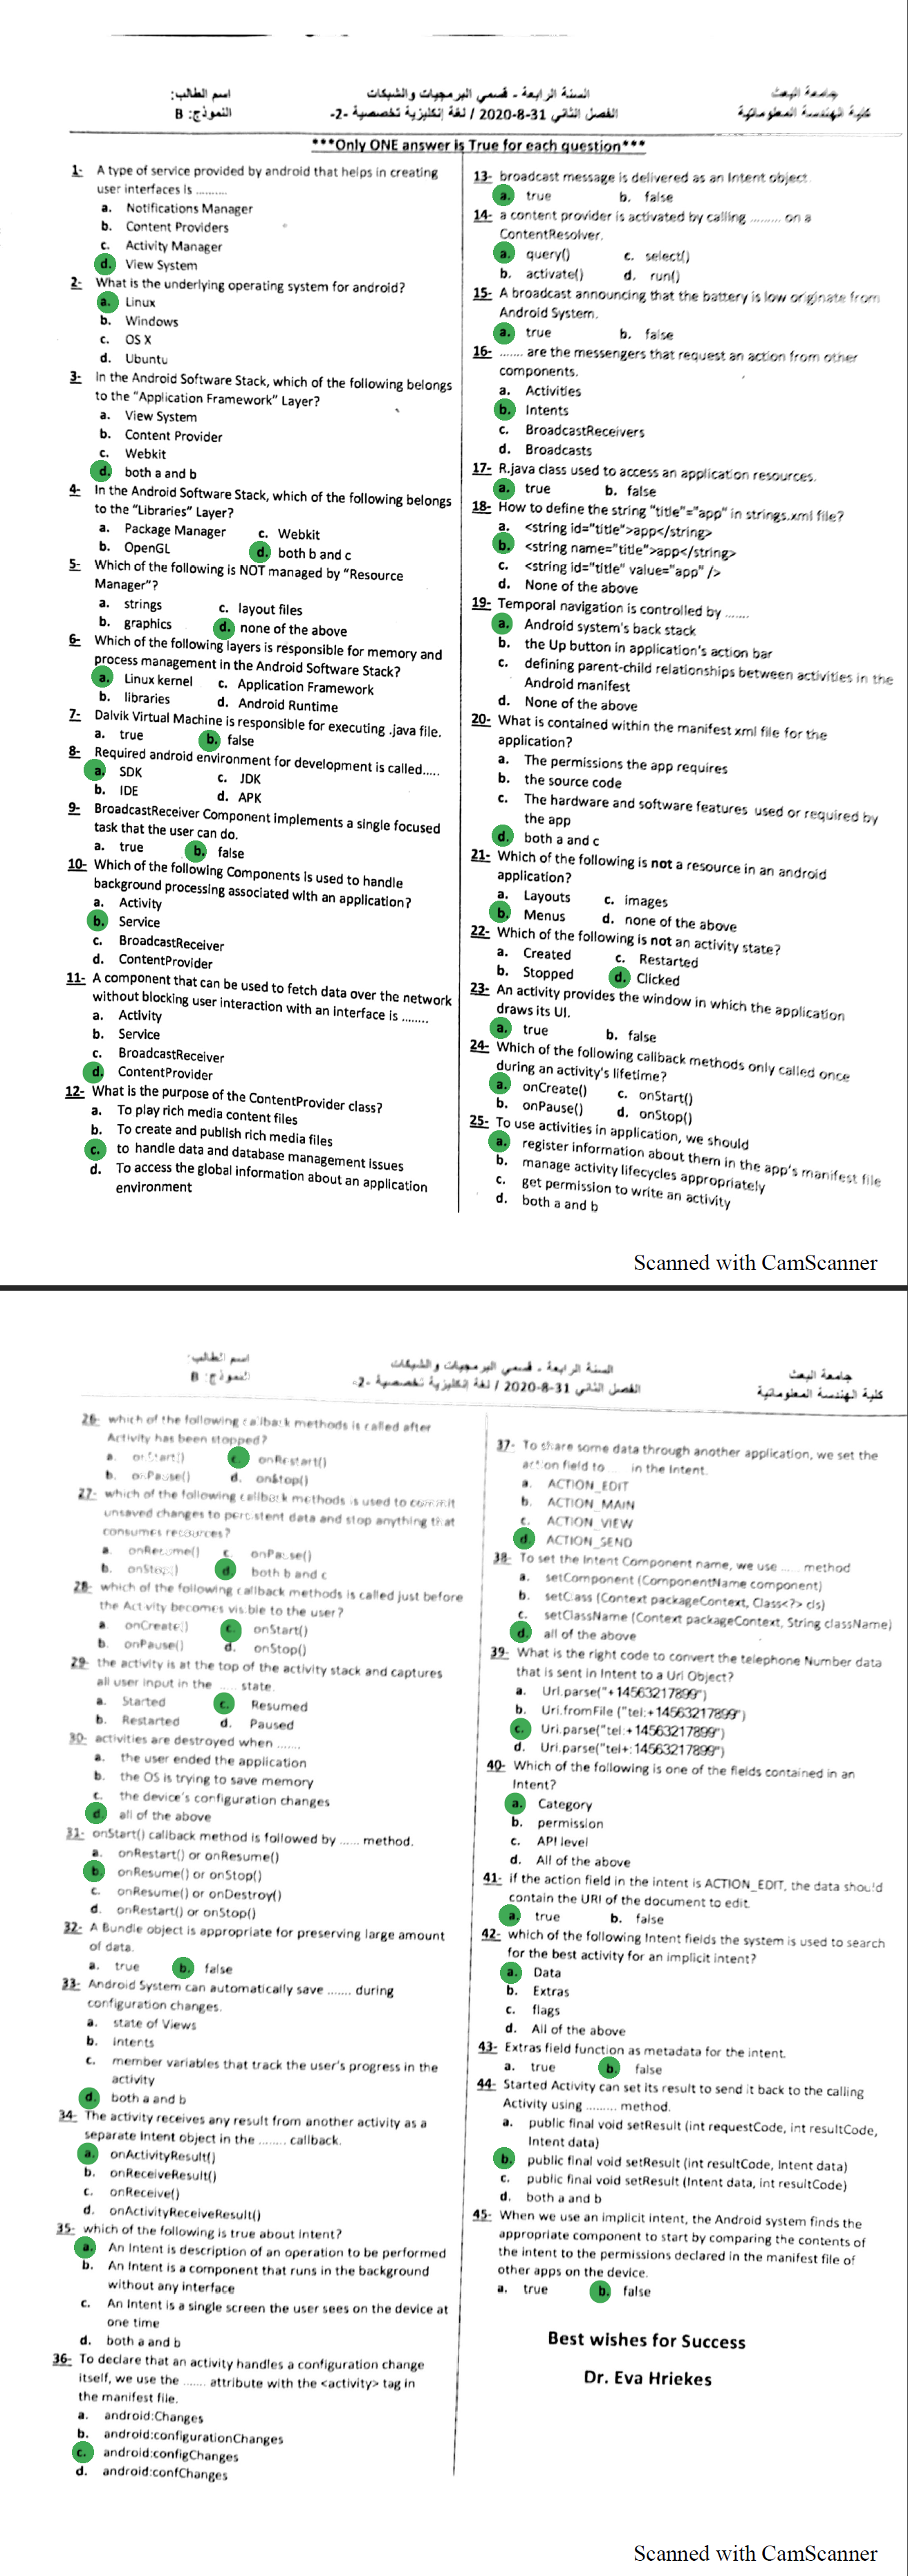 جامعة البعث
كلية الهندسة المعلوماتية
السنة الرابعة - قسمي البرمجيات والشبكات
الفصل الثاني 31-8-2020 / لغة إنكليزية تخصصية -2-
اسم الطالب:
النموذج: B
***Only ONE answer is True for each question***
1- A type of service provided by android that helps in creating
user interfaces is ..........
a. Notifications Manager
b. Content Providers
c. Activity Manager
d. View System
2- What is the underlying operating system for android?
a. Linux
b. Windows
c. OS X
d. Ubuntu
3- In the Android Software Stack, which of the following belongs
to the "Application Framework" Layer?
a. View System
b. Content Provider
c. Webkit
d. both a and b
4- In the Android Software Stack, which of the following belongs
to the "Libraries" Layer?
a. Package Manager c. Webkit
b. OpenGL d. both b and c
5- Which of the following is NOT managed by "Resource
Manager"?
a. strings c. layout files
b. graphics d. none of the above
6- Which of the following layers is responsible for memory and
process management in the Android Software Stack?
a. Linux kernel c. Application Framework
b. libraries d. Android Runtime
7- Dalvik Virtual Machine is responsible for executing .java file.
a. true b. false
8- Required android environment for development is called.....
a. SDK c. JDK
b. IDE d. APK
9- BroadcastReceiver Component implements a single focused
task that the user can do.
a. true b. false
10- Which of the following Components is used to handle
background processing associated with an application?
a. Activity
b. Service
c. BroadcastReceiver
d. ContentProvider
11- A component that can be used to fetch data over the network
without blocking user interaction with an interface is ........
a. Activity
b. Service
c. BroadcastReceiver
d. ContentProvider
12- What is the purpose of the ContentProvider class?
a. To play rich media content files
b. To create and publish rich media files
c. to handle data and database management issues
d. To access the global information about an application
environment
13- broadcast message is delivered as an Intent object.
a. true b. false
14- a content provider is activated by calling ......... on a
ContentResolver.
a. query() c. select()
b. activate() d. run()
15- A broadcast announcing that the battery is low originate from
Android System.
a. true b. false
16- ....... are the messengers that request an action from other
components.
a. Activities
b. Intents
c. BroadcastReceivers
d. Broadcasts
17- R.java class used to access an application resources.
a. true b. false
18- How to define the string "title"="app" in strings.xml file?
a. <string id="title">app</string>
b. <string name="title">app</string>
c. <string id="title" value="app" />
d. None of the above
19- Temporal navigation is controlled by .......
a. Android system's back stack
b. the Up button in application's action bar
c. defining parent-child relationships between activities in the
Android manifest
d. None of the above
20- What is contained within the manifest xml file for the
application?
a. The permissions the app requires
b. the source code
c. The hardware and software features used or required by
the app
d. both a and c
21- Which of the following is not a resource in an android
application?
a. Layouts c. images
b. Menus d. none of the above
22- Which of the following is not an activity state?
a. Created c. Restarted
b. Stopped d. Clicked
23- An activity provides the window in which the application
draws its UI.
a. true b. false
24- Which of the following callback methods only called once
during an activity's lifetime?
a. onCreate() c. onStart()
b. onPause() d. onStop()
25- To use activities in application, we should
a. register information about them in the app's manifest file
b. manage activity lifecycles appropriately
c. get permission to write an activity
d. both a and b
Scanned with CamScanner
جامعة البعث
كلية الهندسة المعلوماتية
السنة الرابعة - قسمي البرمجيات والشبكات
الفصل الثاني 31-8-2020 / لغة إنكليزية تخصصية -2-
اسم الطالب:
النموذج: B
26- which of the following callback methods is called after
Activity has been stopped?
a. onStart() c. onRestart()
b. onPause() d. onStop()
27- which of the following callback methods is used to commit
unsaved changes to persistent data and stop anything that
consumes recources?
a. onResume() c. onPause()
b. onStop() d. both b and c
28- which of the following callback methods is called just before
the Activity becomes visible to the user?
a. onCreate() c. onStart()
b. onPause() d. onStop()
29- the activity is at the top of the activity stack and captures
all user input in the ..... state.
a. Started c. Resumed
b. Restarted d. Paused
30- activities are destroyed when .......
a. the user ended the application
b. the OS is trying to save memory
c. the device's configuration changes
d. all of the above
31- onStart() callback method is followed by ...... method.
a. onRestart() or onResume()
b. onResume() or onStop()
c. onResume() or onDestroy()
d. onRestart() or onStop()
32- A Bundle object is appropriate for preserving large amount
of data.
a. true b. false
33- Android System can automatically save ....... during
configuration changes.
a. state of Views
b. intents
c. member variables that track the user's progress in the
activity
d. both a and b
34- The activity receives any result from another activity as a
separate Intent object in the ........ callback.
a. onActivityResult()
b. onReceiveResult()
c. onReceive()
d. onActivityReceiveResult()
35- which of the following is true about intent?
a. An Intent is description of an operation to be performed
b. An Intent is a component that runs in the background
without any interface
c. An Intent is a single screen the user sees on the device at
one time
d. both a and b
36- To declare that an activity handles a configuration change
itself, we use the ....... attribute with the <activity> tag in
the manifest file.
a. android:Changes
b. android:configurationChanges
c. android:configChanges
d. android:confChanges
37- To share some data through another application, we set the
action field to ..... in the Intent.
a. ACTION_EDIT
b. ACTION_MAIN
c. ACTION_VIEW
d. ACTION_SEND
38- To set the Intent Component name, we use ..... method
a. setComponent (ComponentName component)
b. setClass (Context packageContext, Class<?> cls)
c. setClassName (Context packageContext, String className)
d. all of the above
39- What is the right code to convert the telephone Number data
that is sent in Intent to a Uri Object?
a. Uri.parse("+14563217899")
b. Uri.fromFile ("tel:+14563217899")
c. Uri.parse("tel:+14563217899")
d. Uri.parse("tel+:14563217899")
40- Which of the following is one of the fields contained in an
Intent?
a. Category
b. permission
c. API level
d. All of the above
41- if the action field in the intent is ACTION_EDIT, the data should
contain the URI of the document to edit.
a. true b. false
42- which of the following Intent fields the system is used to search
for the best activity for an implicit intent?
a. Data
b. Extras
c. flags
d. All of the above
43- Extras field function as metadata for the intent.
a. true b. false
44- Started Activity can set its result to send it back to the calling
Activity using ......... method.
a. public final void setResult (int requestCode, int resultCode,
Intent data)
b. public final void setResult (int resultCode, Intent data)
c. public final void setResult (Intent data, int resultCode)
d. both a and b
45- When we use an implicit intent, the Android system finds the
appropriate component to start by comparing the contents of
the intent to the permissions declared in the manifest file of
other apps on the device.
a. true b. false
Best wishes for Success
Dr. Eva Hriekes
Scanned with CamScanner